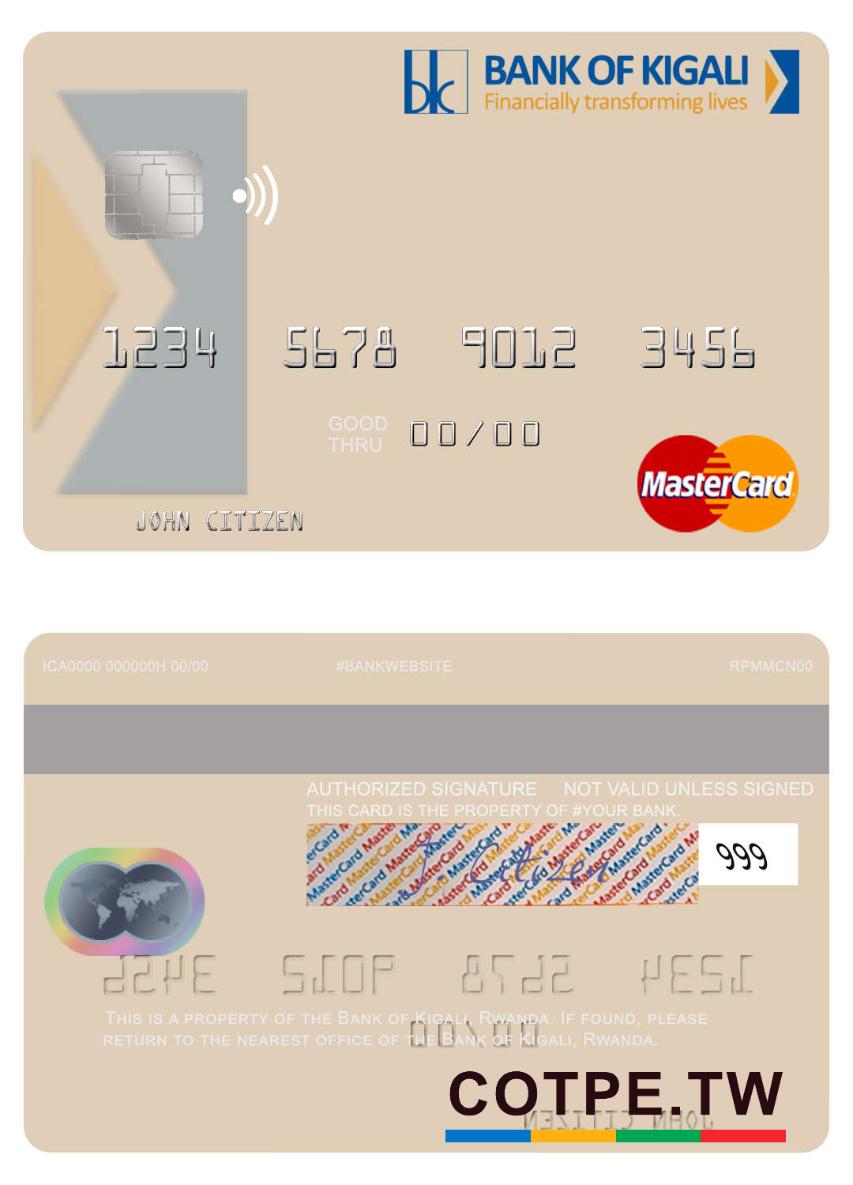 bk BANK OF KIGALI
Financially transforming lives
1234 5678 9012 3456
GOOD THRU 00/00
MasterCard
JOHN CITIZEN
ICA0000 000000H 00/00 #BANKWEBSITE RPMMCN00
AUTHORIZED SIGNATURE NOT VALID UNLESS SIGNED
THIS CARD IS THE PROPERTY OF #YOUR BANK.
J. Citizen 999
THIS IS A PROPERTY OF THE BANK OF KIGALI, RWANDA. IF FOUND, PLEASE
RETURN TO THE NEAREST OFFICE OF THE BANK OF KIGALI, RWANDA.
COTPE.TW